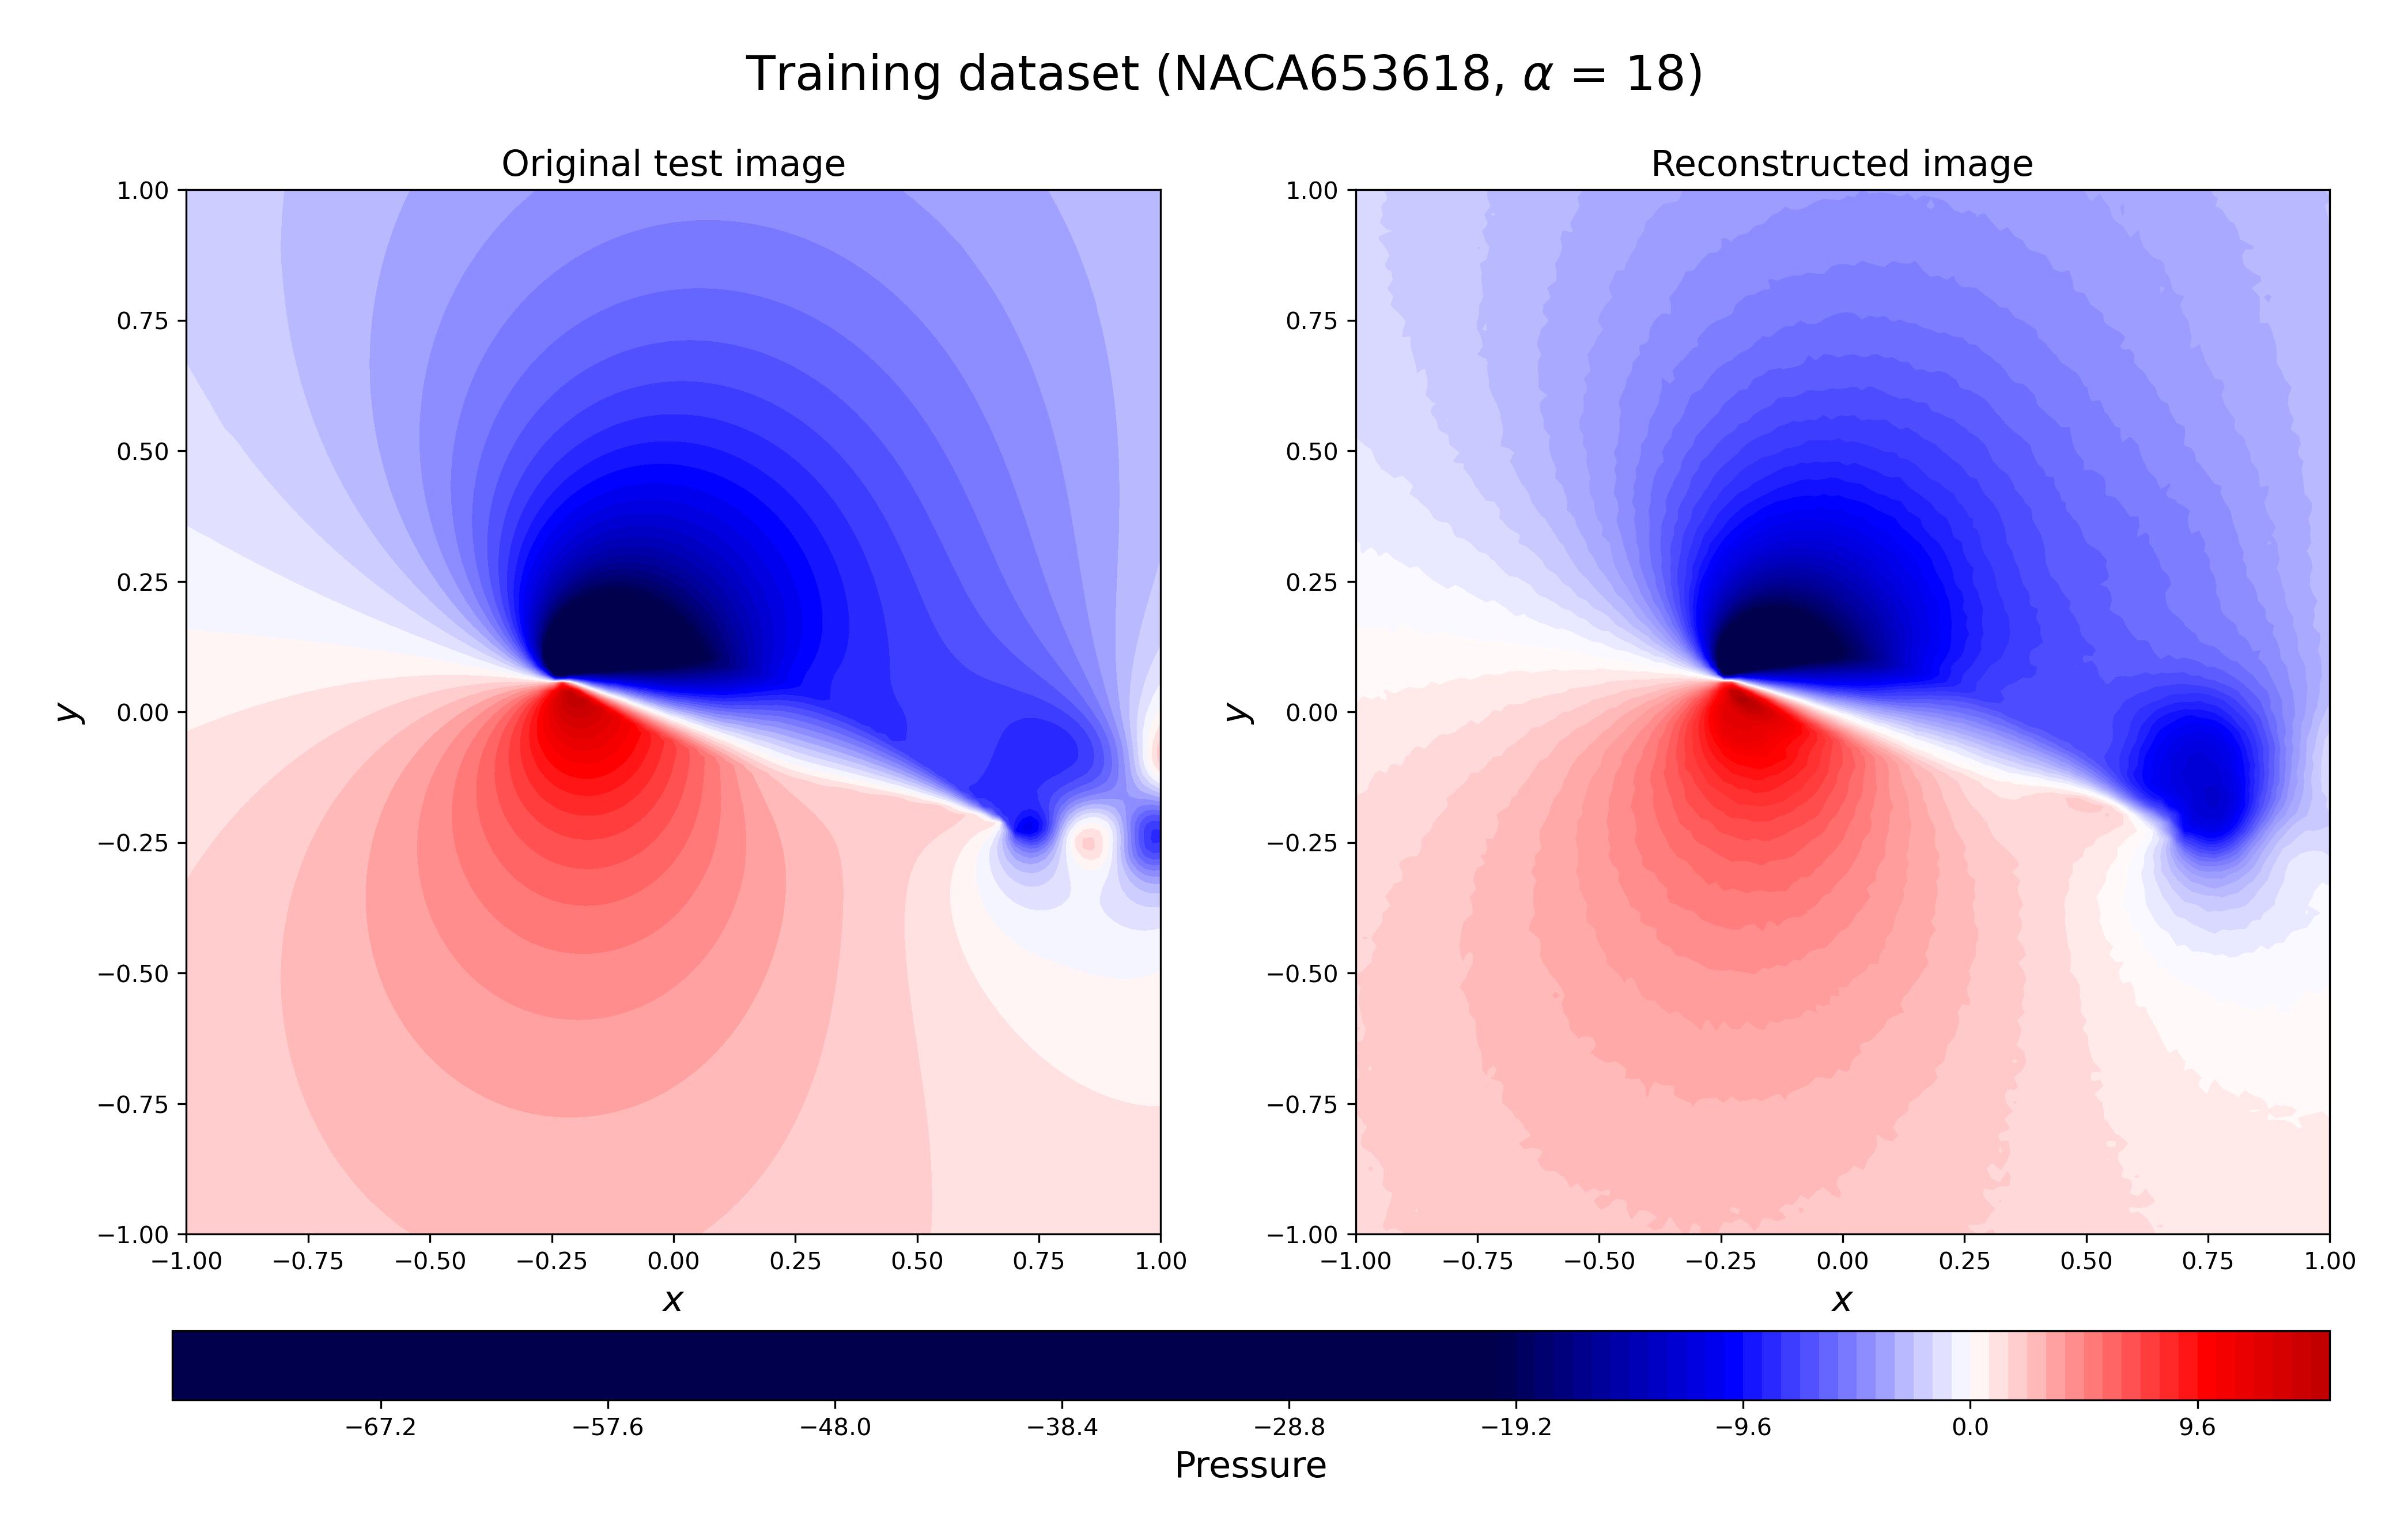 Training dataset (NACA653618, α = 18)
Original test image
Reconstructed image
1.00
0.75
0.50
0.25
0.00
−0.25
−0.50
−0.75
−1.00
y
−1.00 −0.75 −0.50 −0.25 0.00 0.25 0.50 0.75 1.00
x
1.00
0.75
0.50
0.25
0.00
−0.25
−0.50
−0.75
−1.00
y
−1.00 −0.75 −0.50 −0.25 0.00 0.25 0.50 0.75 1.00
x
−67.2 −57.6 −48.0 −38.4 −28.8 −19.2 −9.6 0.0 9.6
Pressure